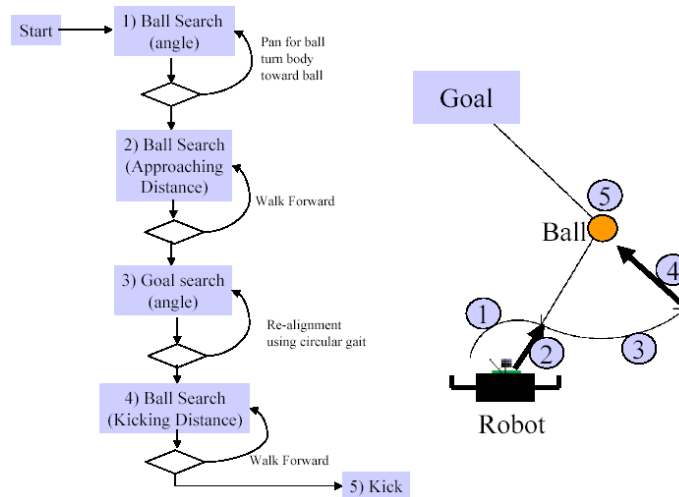 Start
1) Ball Search
(angle)
Pan for ball
turn body
toward ball
2) Ball Search
(Approaching
Distance)
Walk Forward
3) Goal search
(angle)
Re-alignment
using circular gait
4) Ball Search
(Kicking Distance)
Walk Forward
5) Kick
Goal
5
Ball
4
1
2
3
Robot